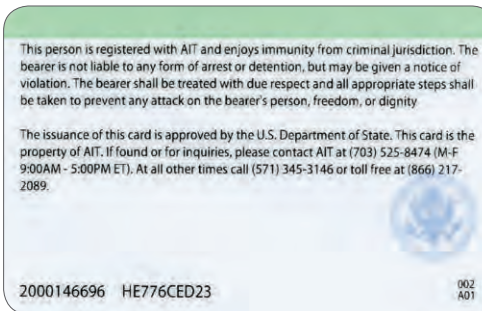 This person is registered with AIT and enjoys immunity from criminal jurisdiction. The
bearer is not liable to any form of arrest or detention, but may be given a notice of
violation. The bearer shall be treated with due respect and all appropriate steps shall
be taken to prevent any attack on the bearer's person, freedom, or dignity
The issuance of this card is approved by the U.S. Department of State. This card is the
property of AIT. If found or for inquiries, please contact AIT at (703) 525-8474 (M-F
9:00AM - 5:00PM ET). At all other times call (571) 345-3146 or toll free at (866) 217-
2089.
2000146696 HE776CED23
002
A01